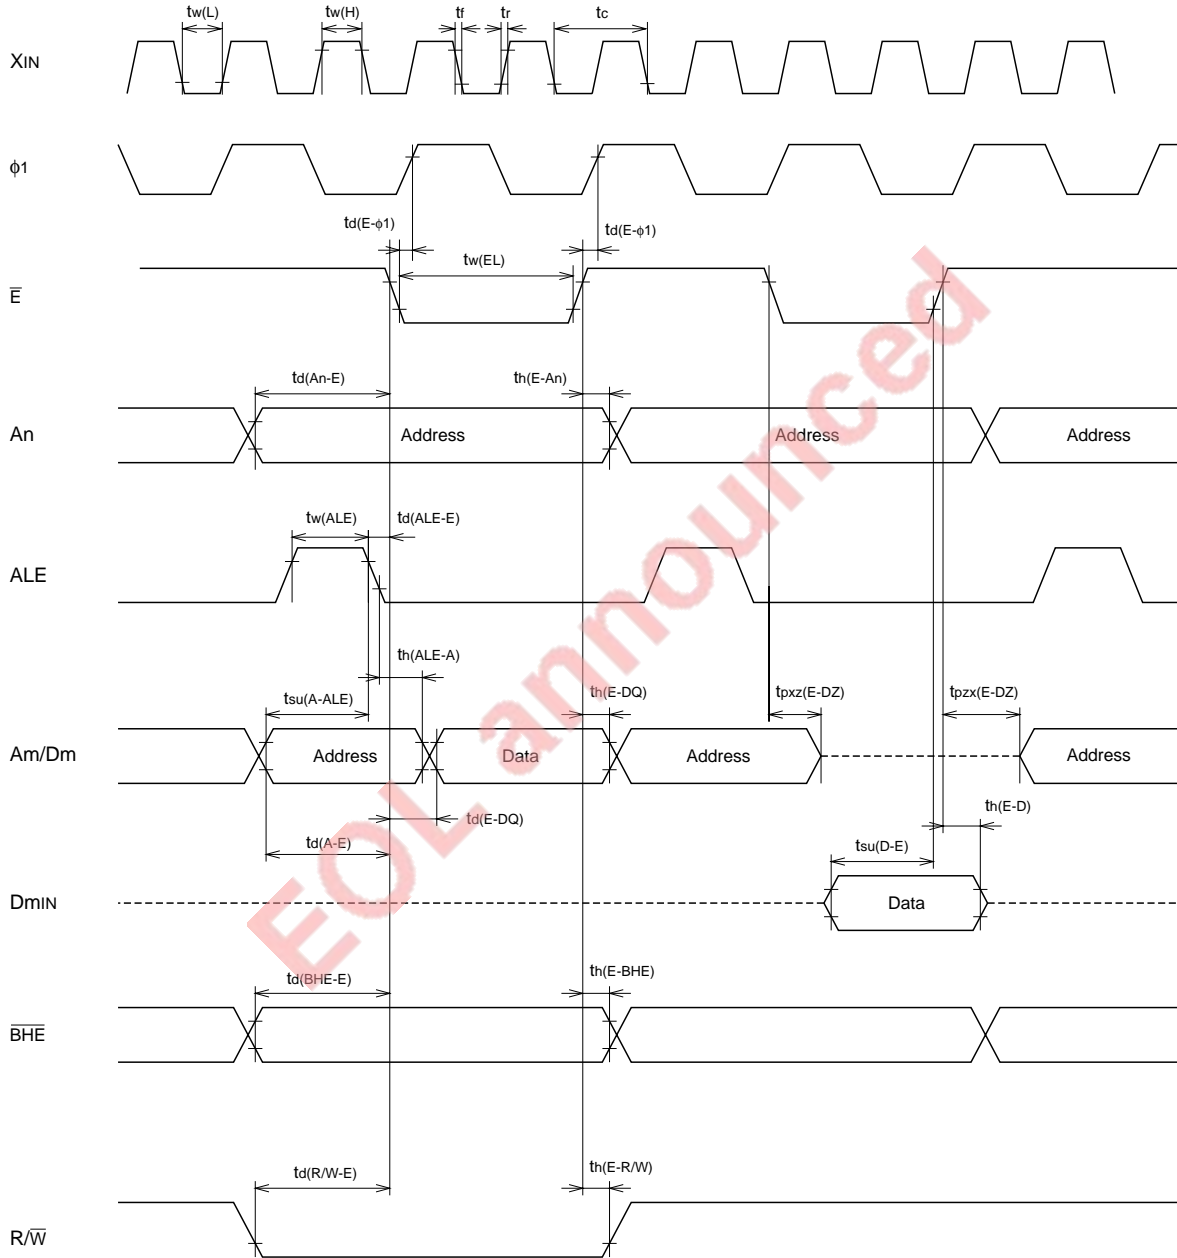 tw(L) tw(H) tf tr tc
XIN
ϕ1
td(E-ϕ1) td(E-ϕ1)
tw(EL)
E̅
td(An-E) th(E-An)
An Address Address Address
tw(ALE) td(ALE-E)
ALE
th(ALE-A)
tsu(A-ALE) th(E-DQ) tpxz(E-DZ) tpzx(E-DZ)
Am/Dm Address Data Address Address
td(E-DQ) th(E-D)
td(A-E) tsu(D-E)
DmIN Data
td(BHE-E) th(E-BHE)
B̅H̅E̅
td(R/W-E) th(E-R/W)
R/W̅
EOL announced